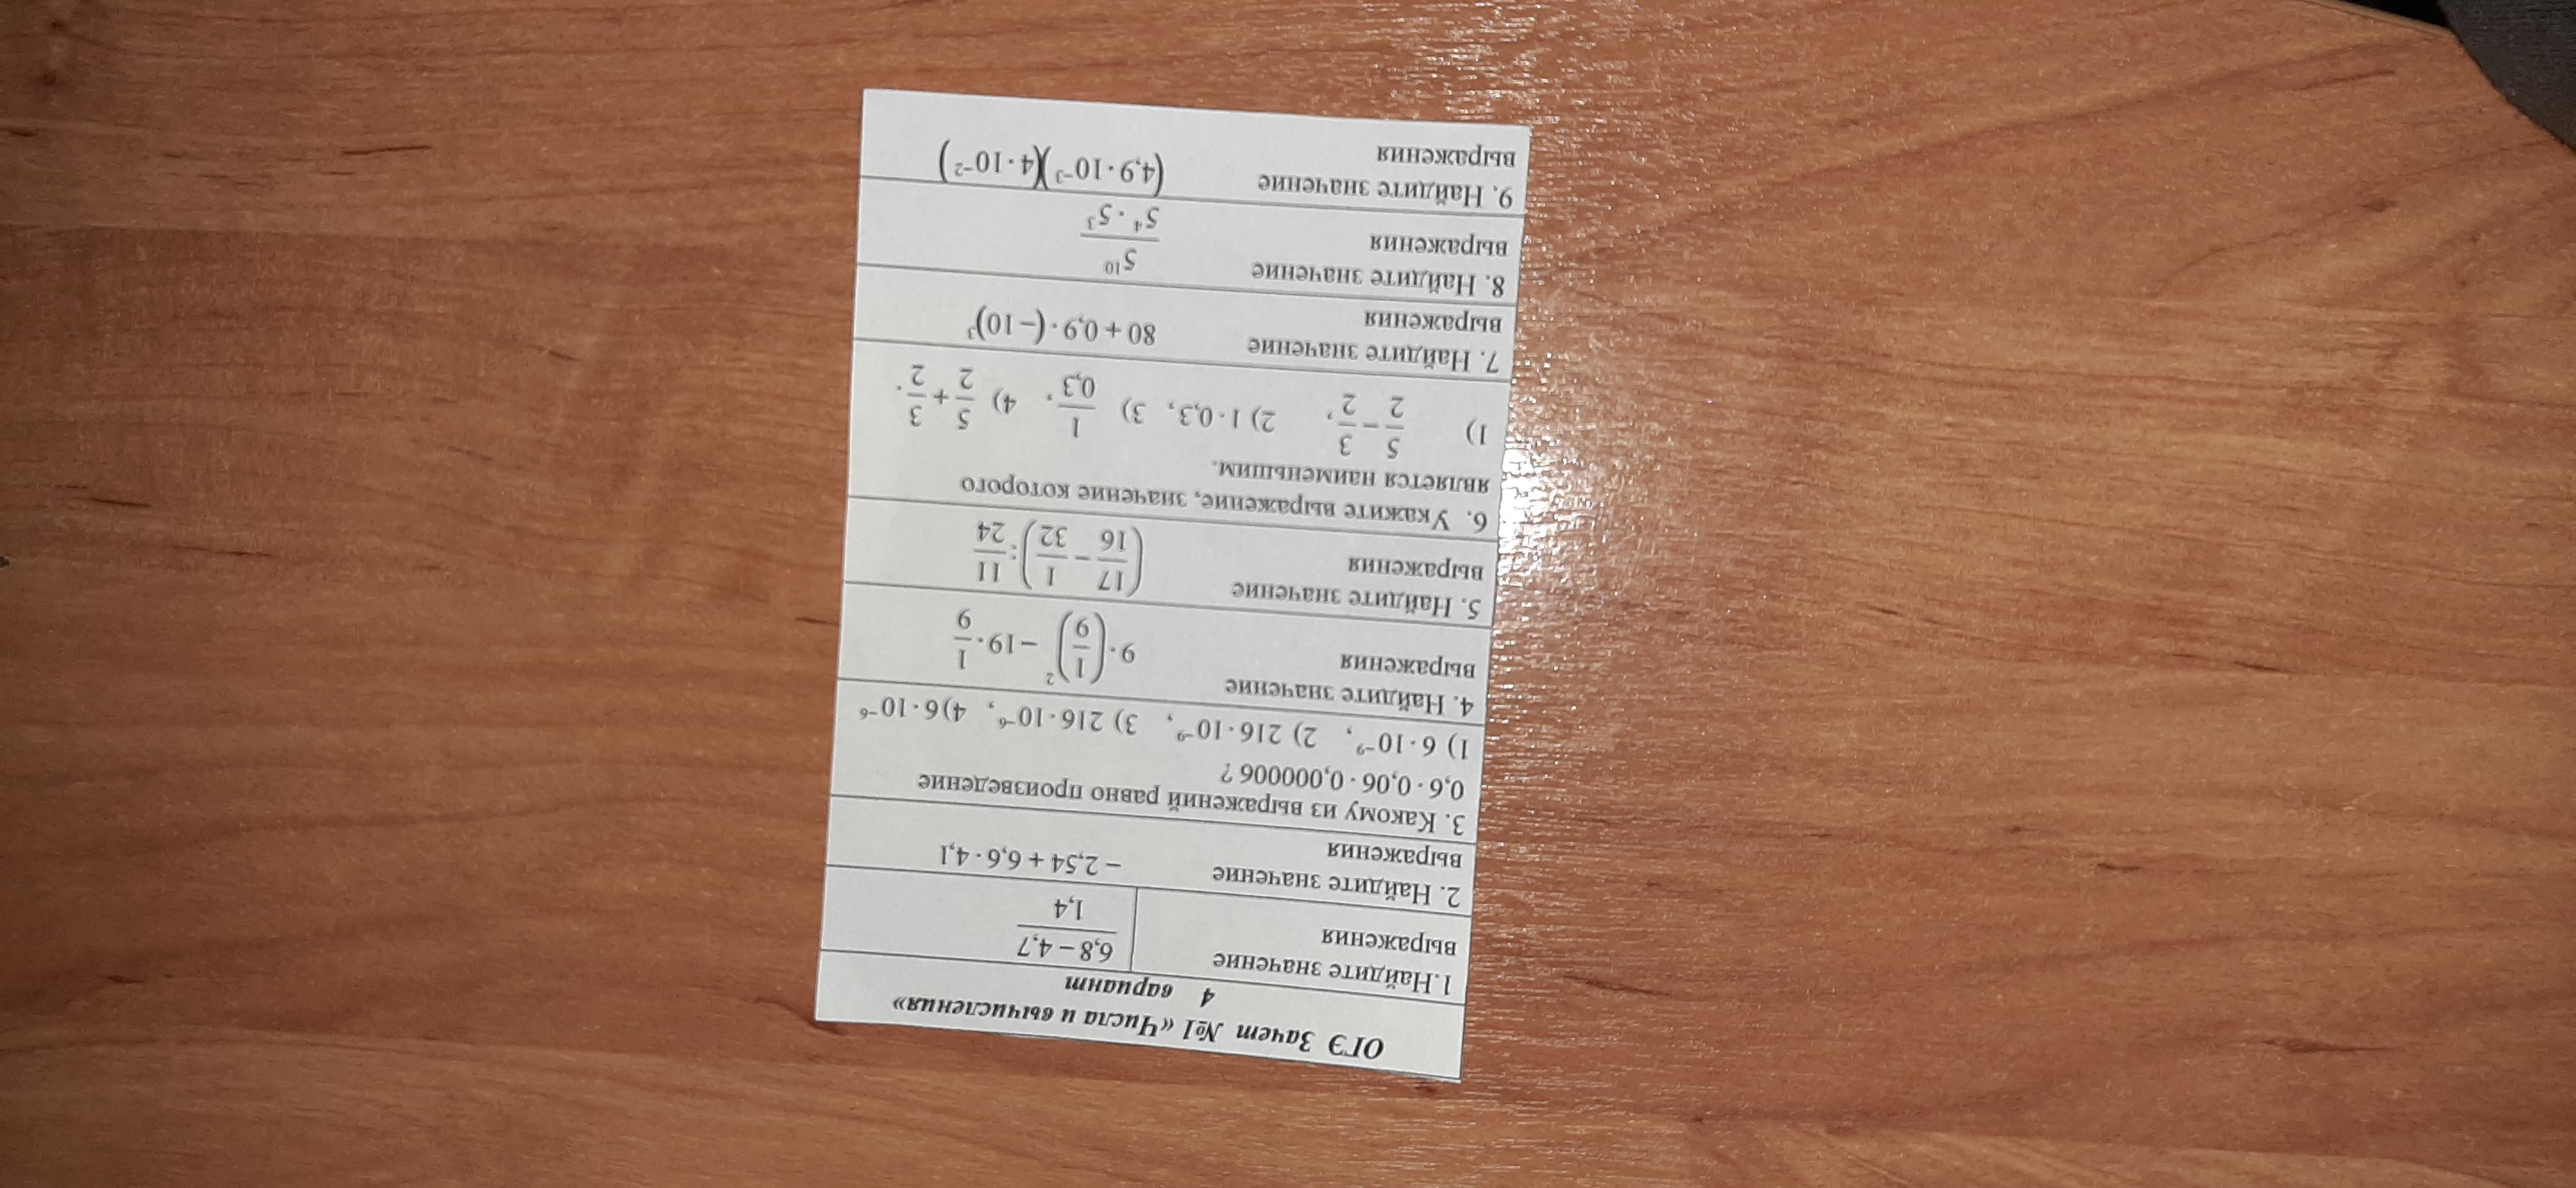 ОГЭ Зачет №1 «Числа и вычисления»
4 вариант
1.Найдите значение выражения (6,8 − 4,7)/1,4
2. Найдите значение выражения − 2,54 + 6,6 · 4,1
3. Какому из выражений равно произведение
0,6 · 0,06 · 0,000006 ?
1) 6 · 10⁻⁹, 2) 216 · 10⁻⁹, 3) 216 · 10⁻⁶, 4)6 · 10⁻⁶
4. Найдите значение выражения 9 · (1/9)² − 19 · 1/9
5. Найдите значение выражения (17/16 − 1/32) : 11/24
6. Укажите выражение, значение которого
является наименьшим.
1) 5/2 − 3/2, 2) 1 · 0,3, 3) 1/0,3, 4) 5/2 + 3/2.
7. Найдите значение выражения 80 + 0,9 · (−10)³
8. Найдите значение выражения 5¹⁰/(5⁴ · 5³)
9. Найдите значение выражения (4,9 · 10⁻³)(4 · 10⁻²)